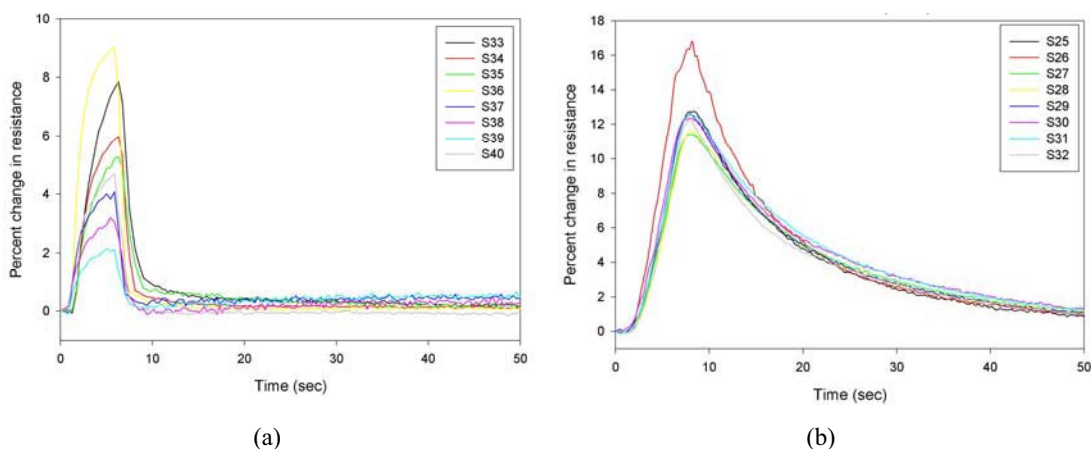 10
8
6
4
2
0
Percent change in resistance
S33
S34
S35
S36
S37
S38
S39
S40
0 10 20 30 40 50
Time (sec)
(a)
18
16
14
12
10
8
6
4
2
0
Percent change in resistance
S25
S26
S27
S28
S29
S30
S31
S32
0 10 20 30 40 50
Time (sec)
(b)